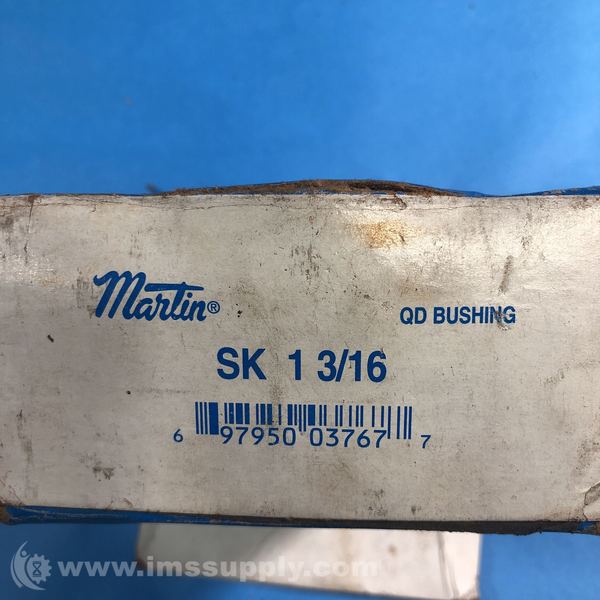 Martin®
QD BUSHING
SK 1 3/16
6 97950 03767 7
www.imssupply.com